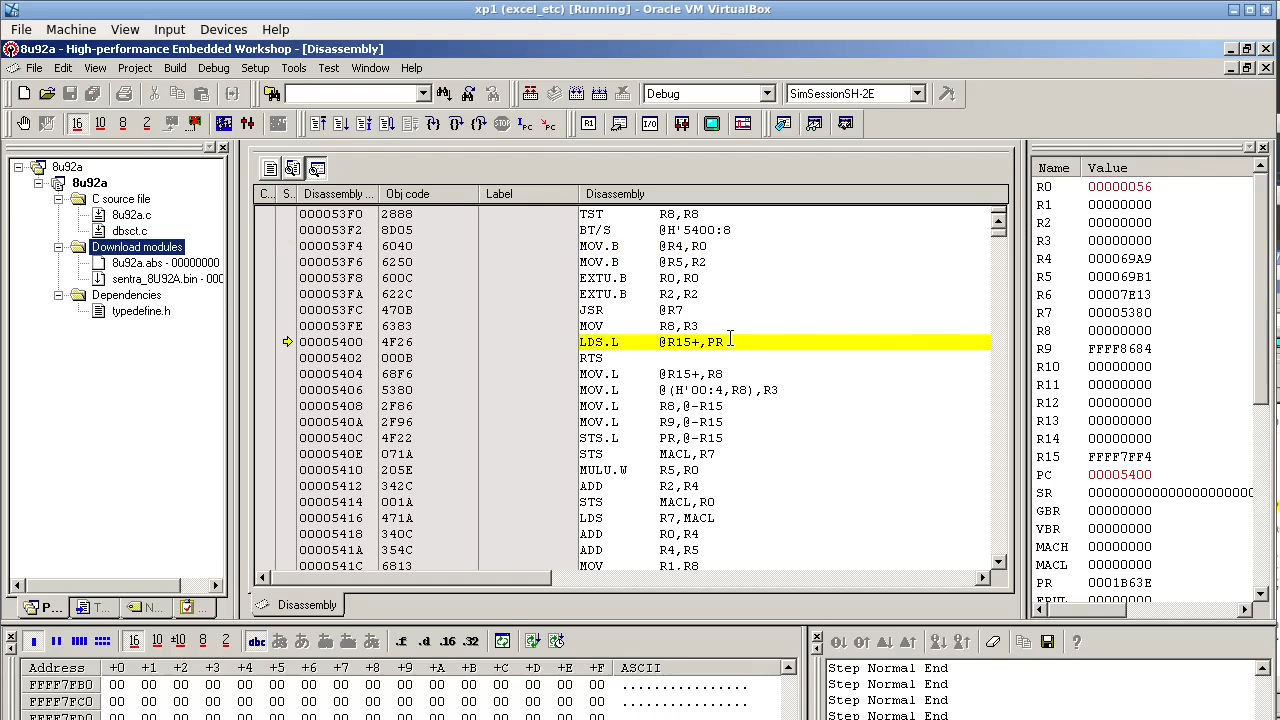 xp1 (excel_etc) [Running] - Oracle VM VirtualBox
File Machine View Input Devices Help
8u92a - High-performance Embedded Workshop - [Disassembly]
File Edit View Project Build Debug Setup Tools Test Window Help
Debug SimSessionSH-2E
16 10 8 2
8u92a
8u92a
C source file
8u92a.c
dbsct.c
Download modules
8u92a.abs - 00000000
sentra_8U92A.bin - 000
Dependencies
typedefine.h
P... T... N... ...
C.. S.. Disassembly ... Obj code Label Disassembly
000053F0 2888 TST R8,R8
000053F2 8D05 BT/S @H'5400:8
000053F4 6040 MOV.B @R4,R0
000053F6 6250 MOV.B @R5,R2
000053F8 600C EXTU.B R0,R0
000053FA 622C EXTU.B R2,R2
000053FC 470B JSR @R7
000053FE 6383 MOV R8,R3
00005400 4F26 LDS.L @R15+,PR
00005402 000B RTS
00005404 68F6 MOV.L @R15+,R8
00005406 5380 MOV.L @(H'00:4,R8),R3
00005408 2F86 MOV.L R8,@-R15
0000540A 2F96 MOV.L R9,@-R15
0000540C 4F22 STS.L PR,@-R15
0000540E 071A STS MACL,R7
00005410 205E MULU.W R5,R0
00005412 342C ADD R2,R4
00005414 001A STS MACL,R0
00005416 471A LDS R7,MACL
00005418 340C ADD R0,R4
0000541A 354C ADD R4,R5
0000541C 6813 MOV R1,R8
Disassembly
Name Value
R0 00000056
R1 00000000
R2 00000000
R3 00000000
R4 000069A9
R5 000069B1
R6 00007E13
R7 00005380
R8 00000000
R9 FFFF8684
R10 00000000
R11 00000000
R12 00000000
R13 00000000
R14 00000000
R15 FFFF7FF4
PC 00005400
SR 00000000000000000000
GBR 00000000
VBR 00000000
MACH 00000000
MACL 00000000
PR 0001B63E
16 10 ±10 8 2 abc .f .d .16 .32
Address +0 +1 +2 +3 +4 +5 +6 +7 +8 +9 +A +B +C +D +E +F ASCII
FFFF7FB0 00 00 00 00 00 00 00 00 00 00 00 00 00 00 00 00 ................
FFFF7FC0 00 00 00 00 00 00 00 00 00 00 00 00 00 00 00 00 ................
Step Normal End
Step Normal End
Step Normal End
Step Normal End